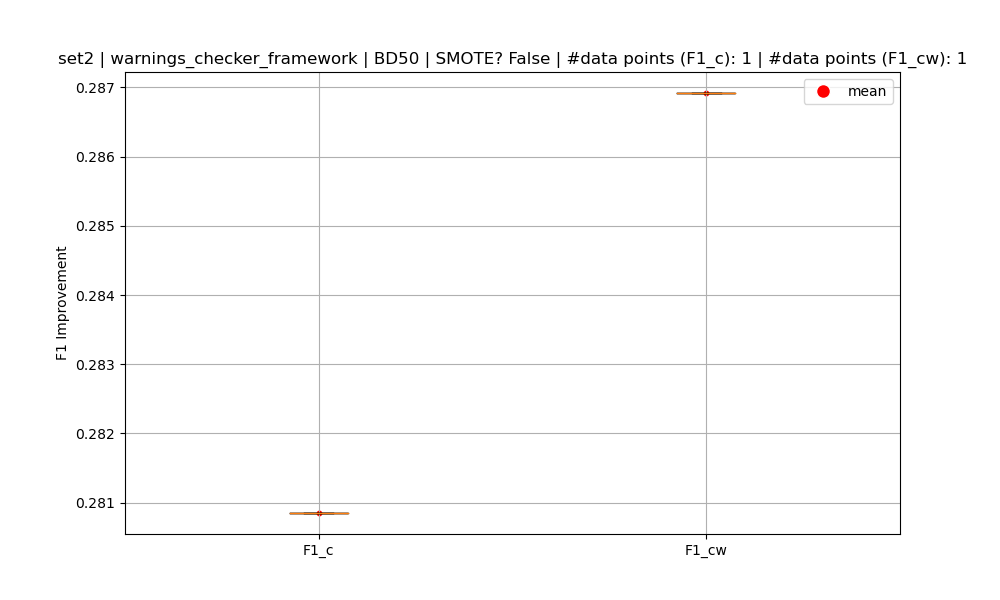 set2 | warnings_checker_framework | BD50 | SMOTE? False | #data points (F1_c): 1 | #data points (F1_cw): 1
mean
0.287
0.286
0.285
0.284
0.283
0.282
0.281
F1 Improvement
F1_c
F1_cw